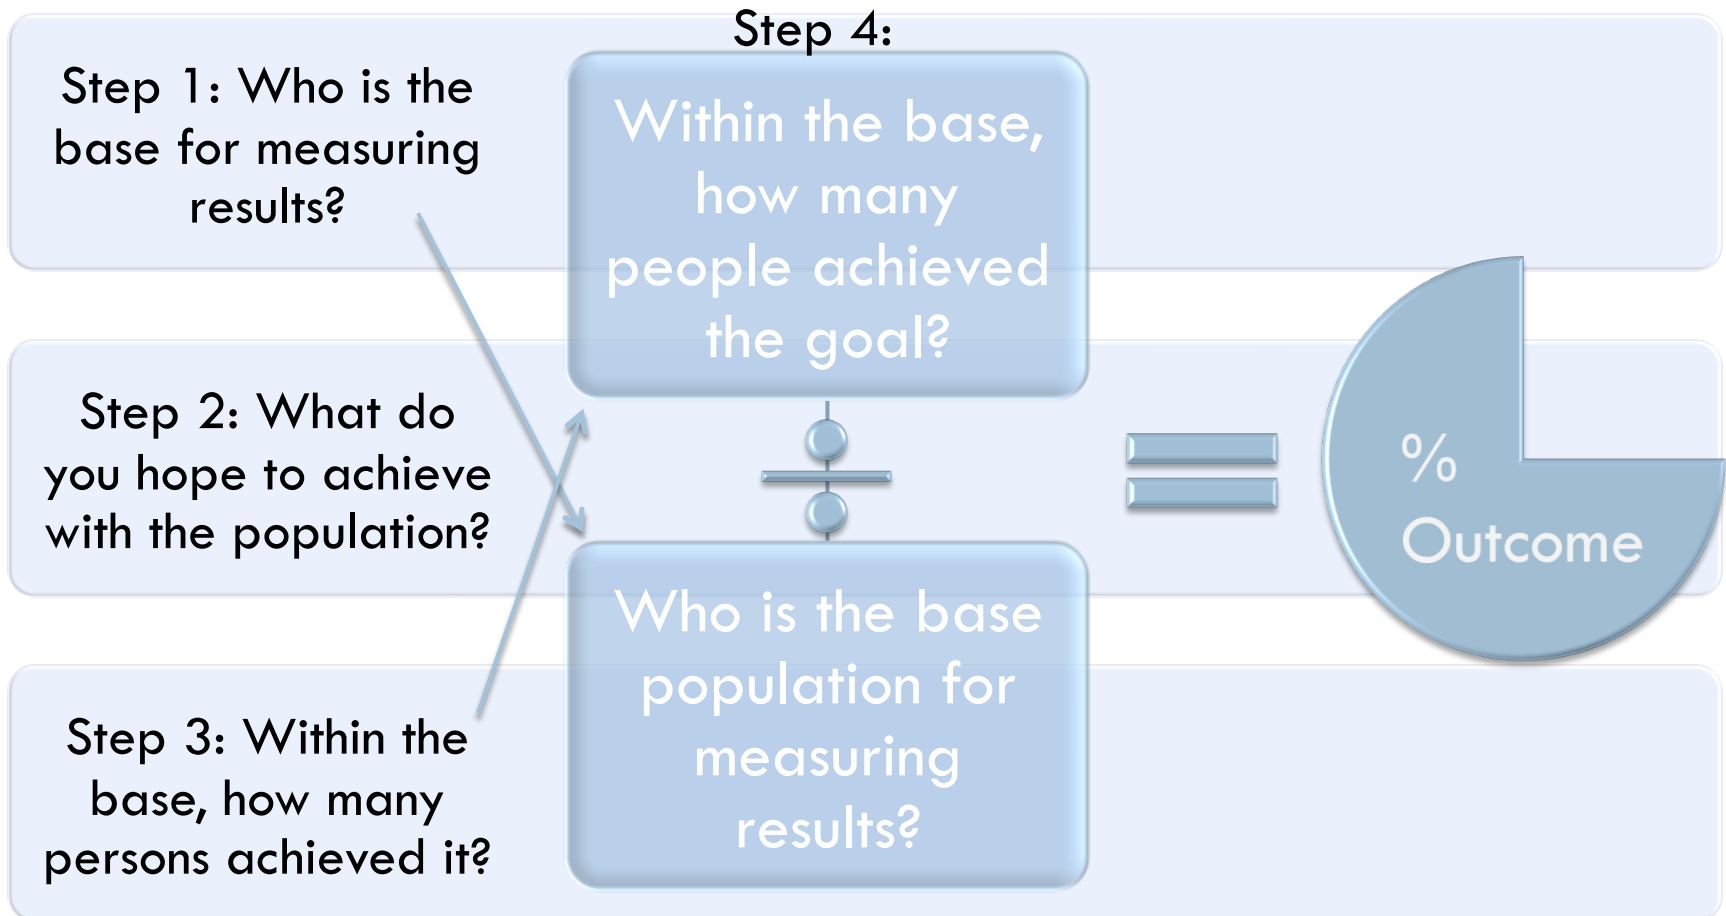 Step 1: Who is the
base for measuring
results?
Step 2: What do
you hope to achieve
with the population?
Step 3: Within the
base, how many
persons achieved it?
Step 4:
Within the base,
how many
people achieved
the goal?
Who is the base
population for
measuring
results?
%
Outcome